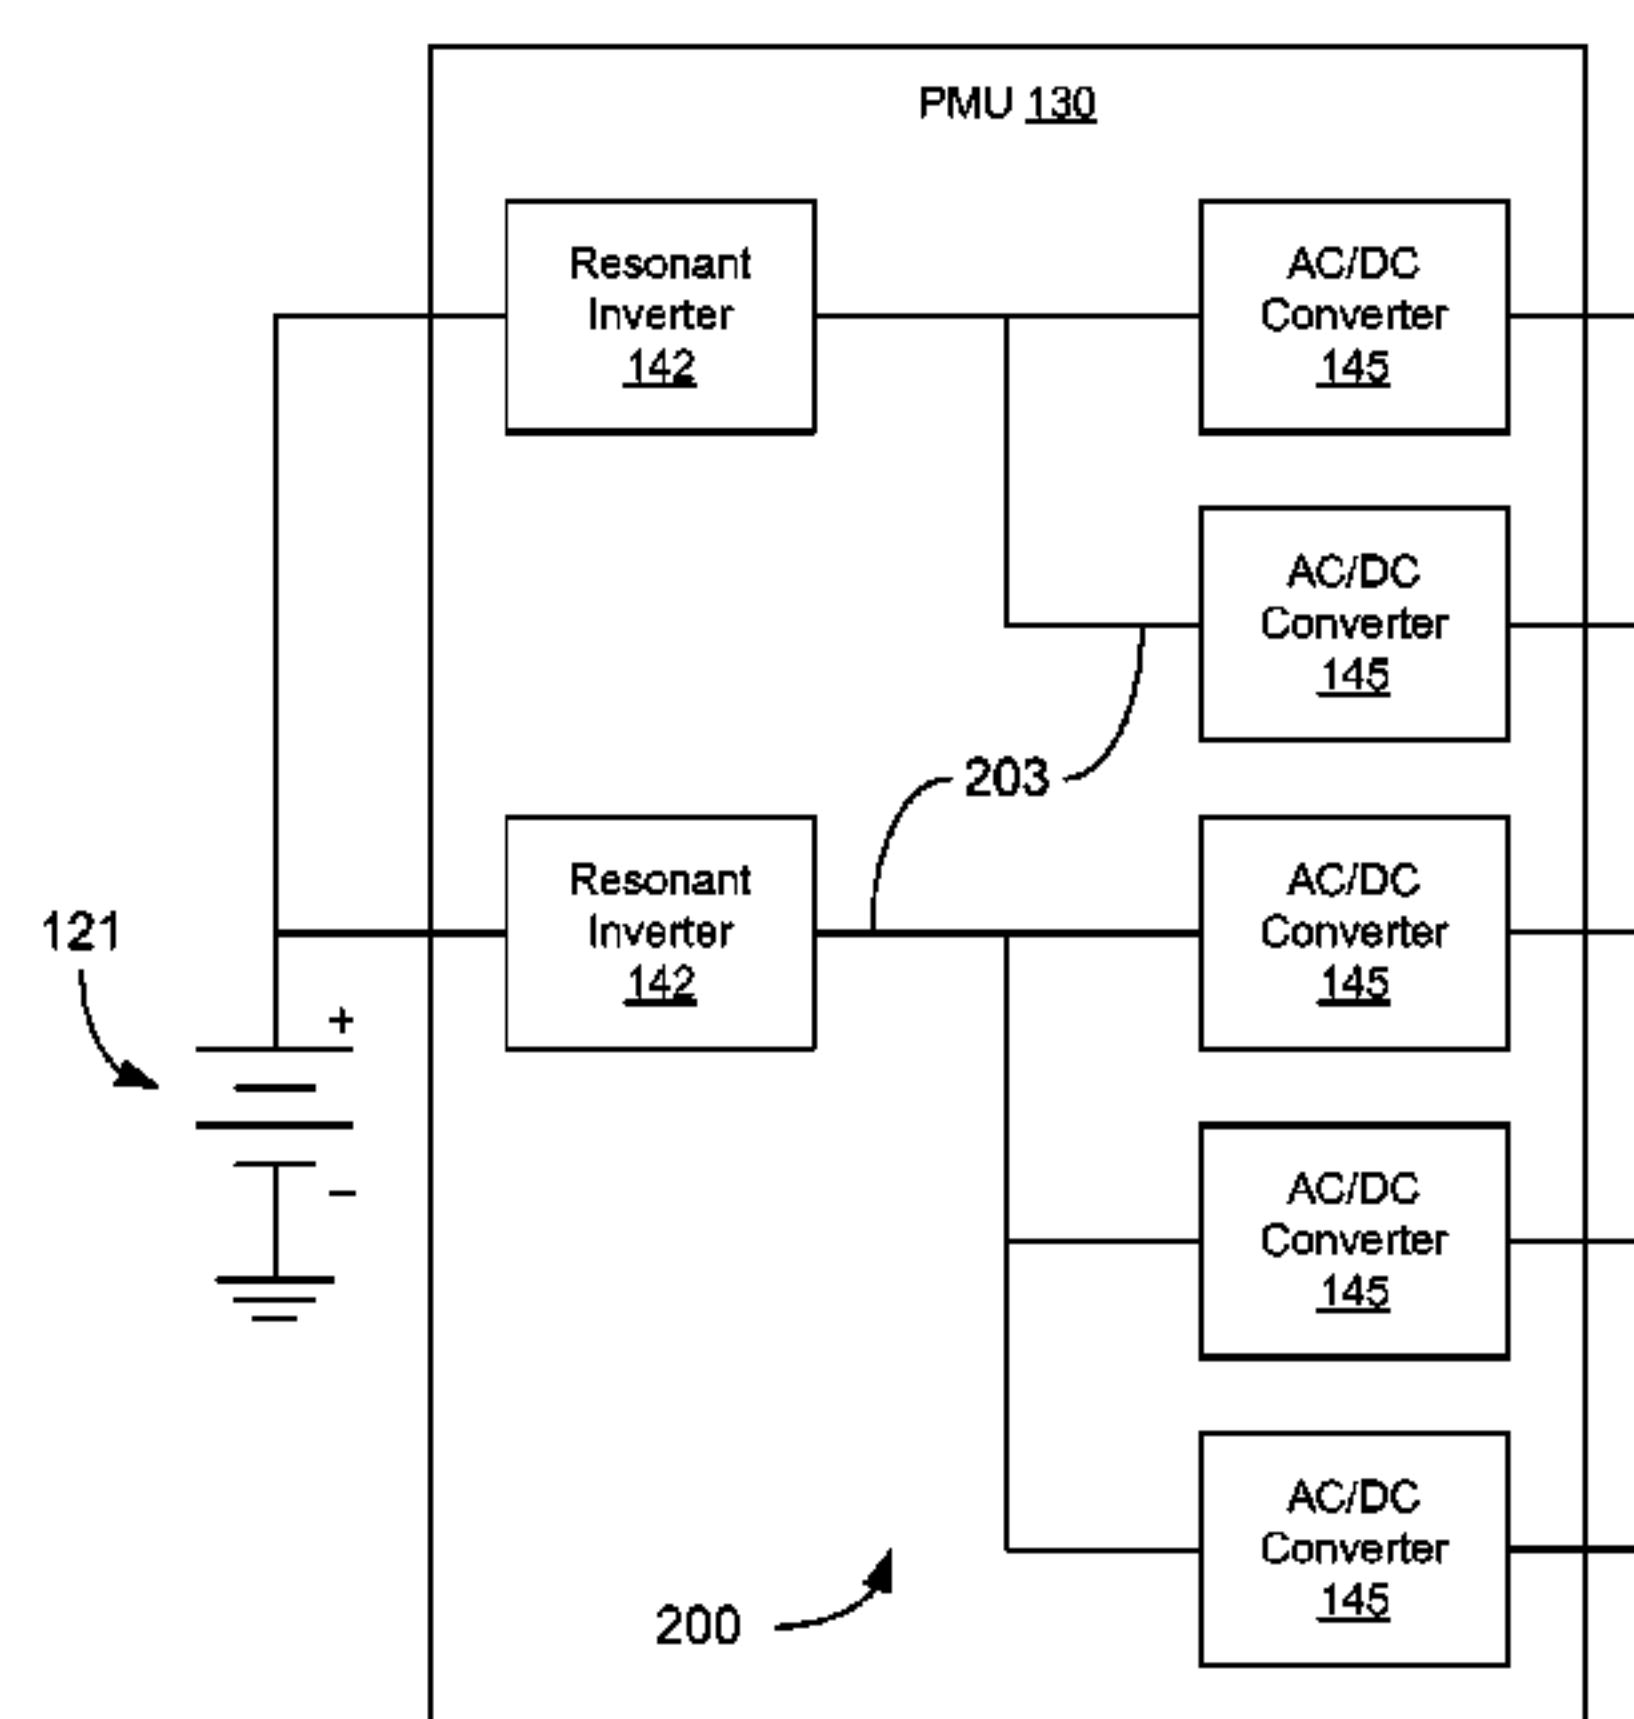 PMU 130
Resonant
Inverter
142
AC/DC
Converter
145
AC/DC
Converter
145
203
Resonant
Inverter
142
AC/DC
Converter
145
121
+
−
AC/DC
Converter
145
AC/DC
Converter
145
200